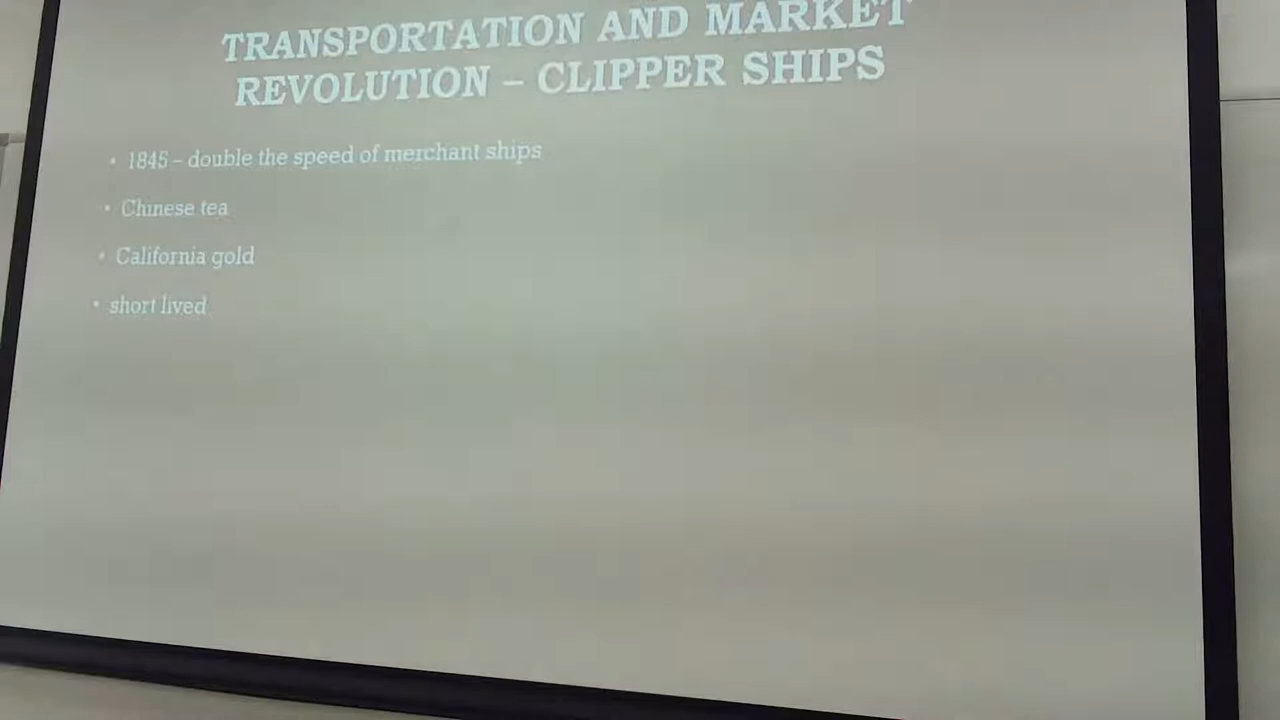 TRANSPORTATION AND MARKET
REVOLUTION – CLIPPER SHIPS
• 1845 – double the speed of merchant ships
• Chinese tea
• California gold
• short lived